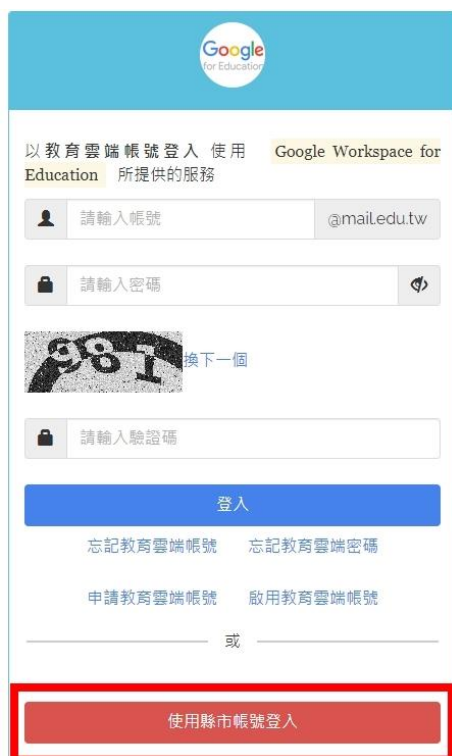 Google
for Education
以教育雲端帳號登入 使用 Google Workspace for
Education 所提供的服務
請輸入帳號 @mail.edu.tw
請輸入密碼
981 換下一個
請輸入驗證碼
登入
忘記教育雲端帳號 忘記教育雲端密碼
申請教育雲端帳號 啟用教育雲端帳號
或
使用縣市帳號登入